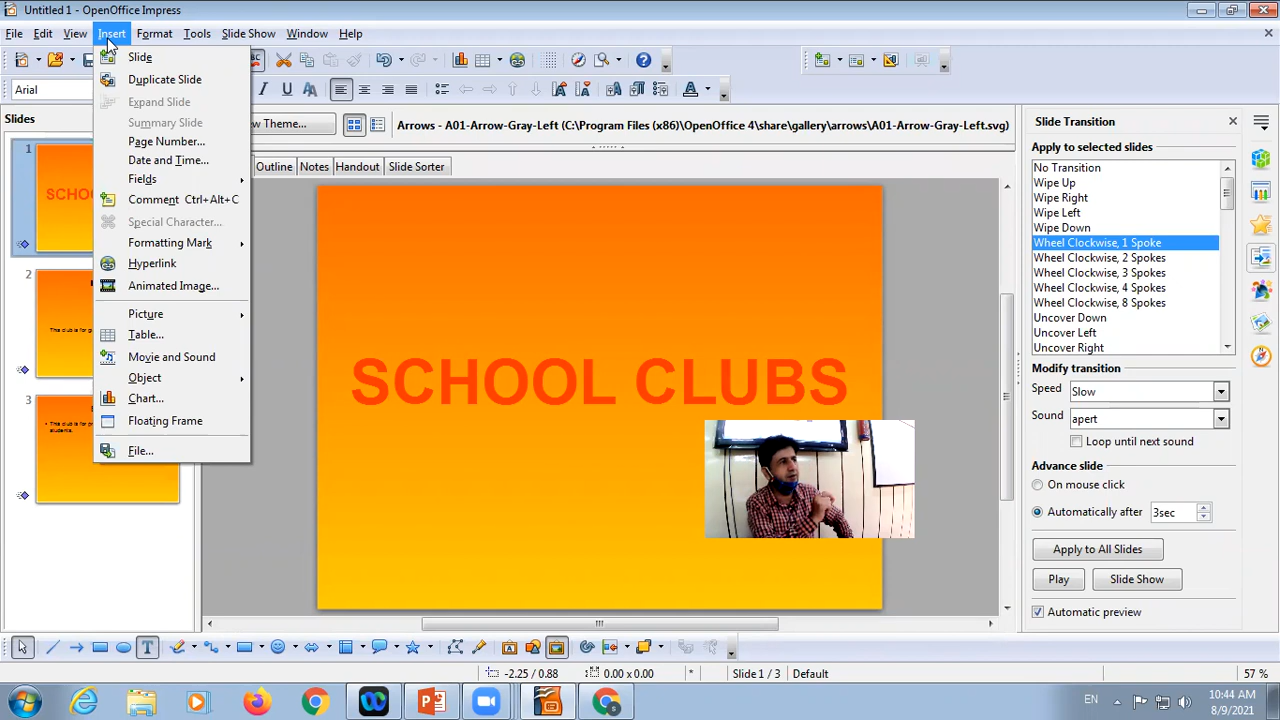 Untitled 1 - OpenOffice Impress
File Edit View Insert Format Tools Slide Show Window Help
Arial
Slide
Duplicate Slide
Expand Slide
Summary Slide
Page Number...
Date and Time...
Fields
Comment Ctrl+Alt+C
Special Character...
Formatting Mark
Hyperlink
Animated Image...
Picture
Table...
Movie and Sound
Object
Chart...
Floating Frame
File...
Slides
1
2
3
Theme...
Arrows - A01-Arrow-Gray-Left (C:\Program Files (x86)\OpenOffice 4\share\gallery\arrows\A01-Arrow-Gray-Left.svg)
Outline Notes Handout Slide Sorter
SCHOOL CLUBS
Slide Transition
Apply to selected slides
No Transition
Wipe Up
Wipe Right
Wipe Left
Wipe Down
Wheel Clockwise, 1 Spoke
Wheel Clockwise, 2 Spokes
Wheel Clockwise, 3 Spokes
Wheel Clockwise, 4 Spokes
Wheel Clockwise, 8 Spokes
Uncover Down
Uncover Left
Uncover Right
Modify transition
Speed Slow
Sound apert
Loop until next sound
Advance slide
On mouse click
Automatically after 3sec
Apply to All Slides
Play Slide Show
Automatic preview
-2.25 / 0.88 0.00 x 0.00 * Slide 1 / 3 Default 57 %
EN 10:44 AM
8/9/2021